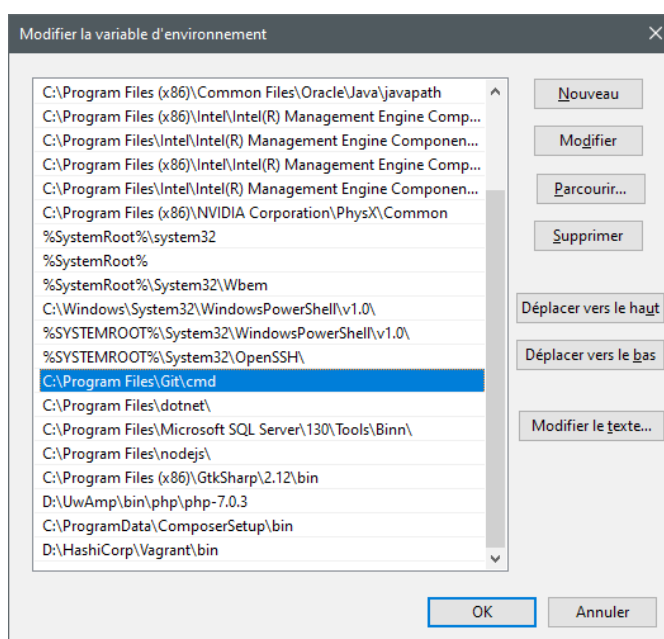 Modifier la variable d'environnement
C:\Program Files (x86)\Common Files\Oracle\Java\javapath
C:\Program Files (x86)\Intel\Intel(R) Management Engine Comp...
C:\Program Files\Intel\Intel(R) Management Engine Componen...
C:\Program Files (x86)\Intel\Intel(R) Management Engine Comp...
C:\Program Files\Intel\Intel(R) Management Engine Componen...
C:\Program Files (x86)\NVIDIA Corporation\PhysX\Common
%SystemRoot%\system32
%SystemRoot%
%SystemRoot%\System32\Wbem
C:\Windows\System32\WindowsPowerShell\v1.0\
%SYSTEMROOT%\System32\WindowsPowerShell\v1.0\
%SYSTEMROOT%\System32\OpenSSH\
C:\Program Files\Git\cmd
C:\Program Files\dotnet\
C:\Program Files\Microsoft SQL Server\130\Tools\Binn\
C:\Program Files\nodejs\
C:\Program Files (x86)\GtkSharp\2.12\bin
D:\UwAmp\bin\php\php-7.0.3
C:\ProgramData\ComposerSetup\bin
D:\HashiCorp\Vagrant\bin
Nouveau
Modifier
Parcourir...
Supprimer
Déplacer vers le haut
Déplacer vers le bas
Modifier le texte...
OK
Annuler